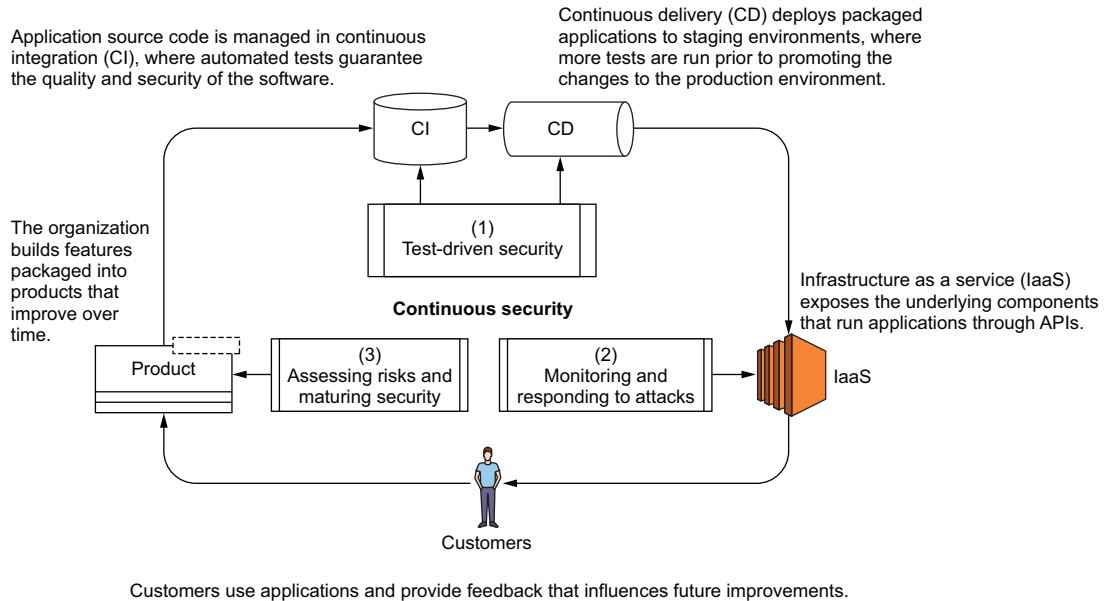 Application source code is managed in continuous
integration (CI), where automated tests guarantee
the quality and security of the software.
Continuous delivery (CD) deploys packaged
applications to staging environments, where
more tests are run prior to promoting the
changes to the production environment.
CI
CD
(1)
Test-driven security
The organization
builds features
packaged into
products that
improve over
time.
Continuous security
Infrastructure as a service (IaaS)
exposes the underlying components
that run applications through APIs.
Product
(3)
Assessing risks and
maturing security
(2)
Monitoring and
responding to attacks
IaaS
Customers
Customers use applications and provide feedback that influences future improvements.